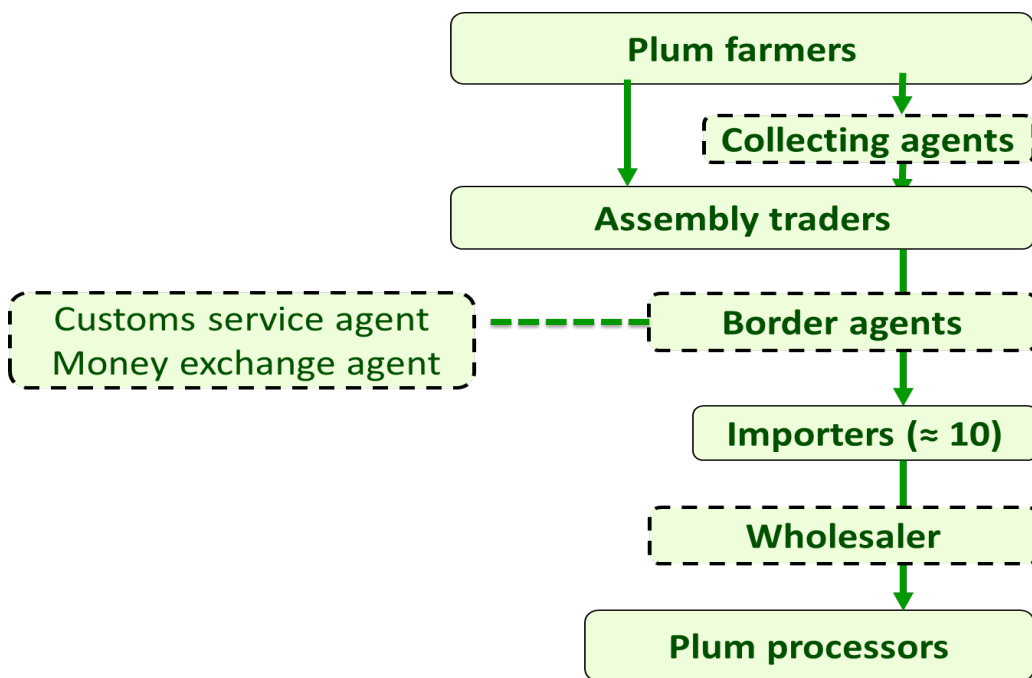 Plum farmers
Collecting agents
Assembly traders
Customs service agent
Money exchange agent
Border agents
Importers (≈ 10)
Wholesaler
Plum processors